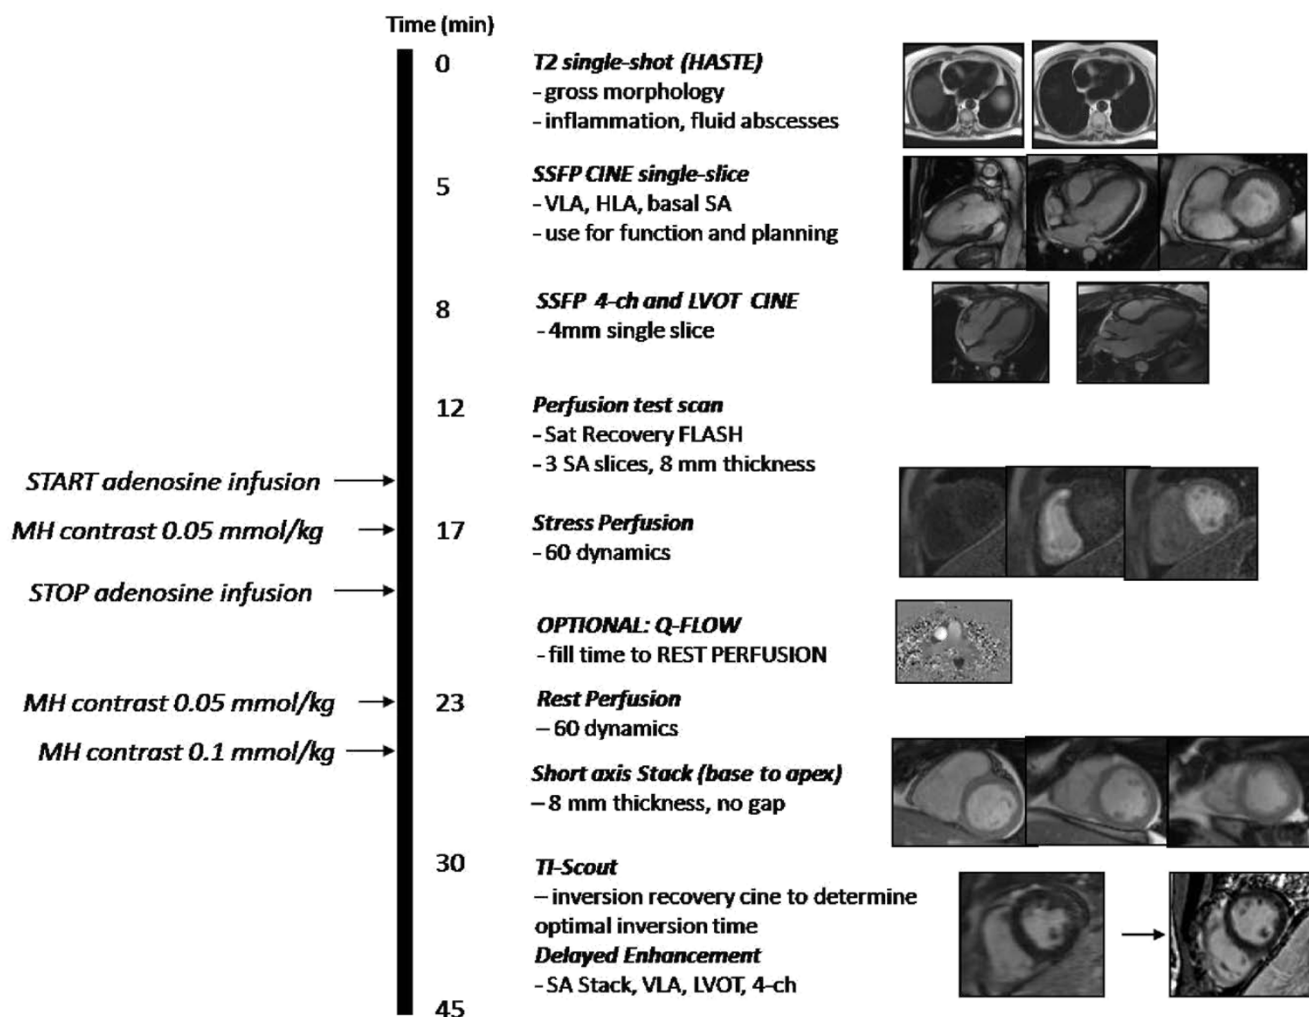 Time (min)
0
T2 single-shot (HASTE)
- gross morphology
- inflammation, fluid abscesses
5
SSFP CINE single-slice
- VLA, HLA, basal SA
- use for function and planning
8
SSFP 4-ch and LVOT CINE
- 4mm single slice
12
Perfusion test scan
- Sat Recovery FLASH
- 3 SA slices, 8 mm thickness
START adenosine infusion
MH contrast 0.05 mmol/kg
17
Stress Perfusion
- 60 dynamics
STOP adenosine infusion
OPTIONAL: Q-FLOW
- fill time to REST PERFUSION
MH contrast 0.05 mmol/kg
23
Rest Perfusion
– 60 dynamics
MH contrast 0.1 mmol/kg
Short axis Stack (base to apex)
– 8 mm thickness, no gap
30
TI-Scout
– inversion recovery cine to determine
optimal inversion time
Delayed Enhancement
- SA Stack, VLA, LVOT, 4-ch
45